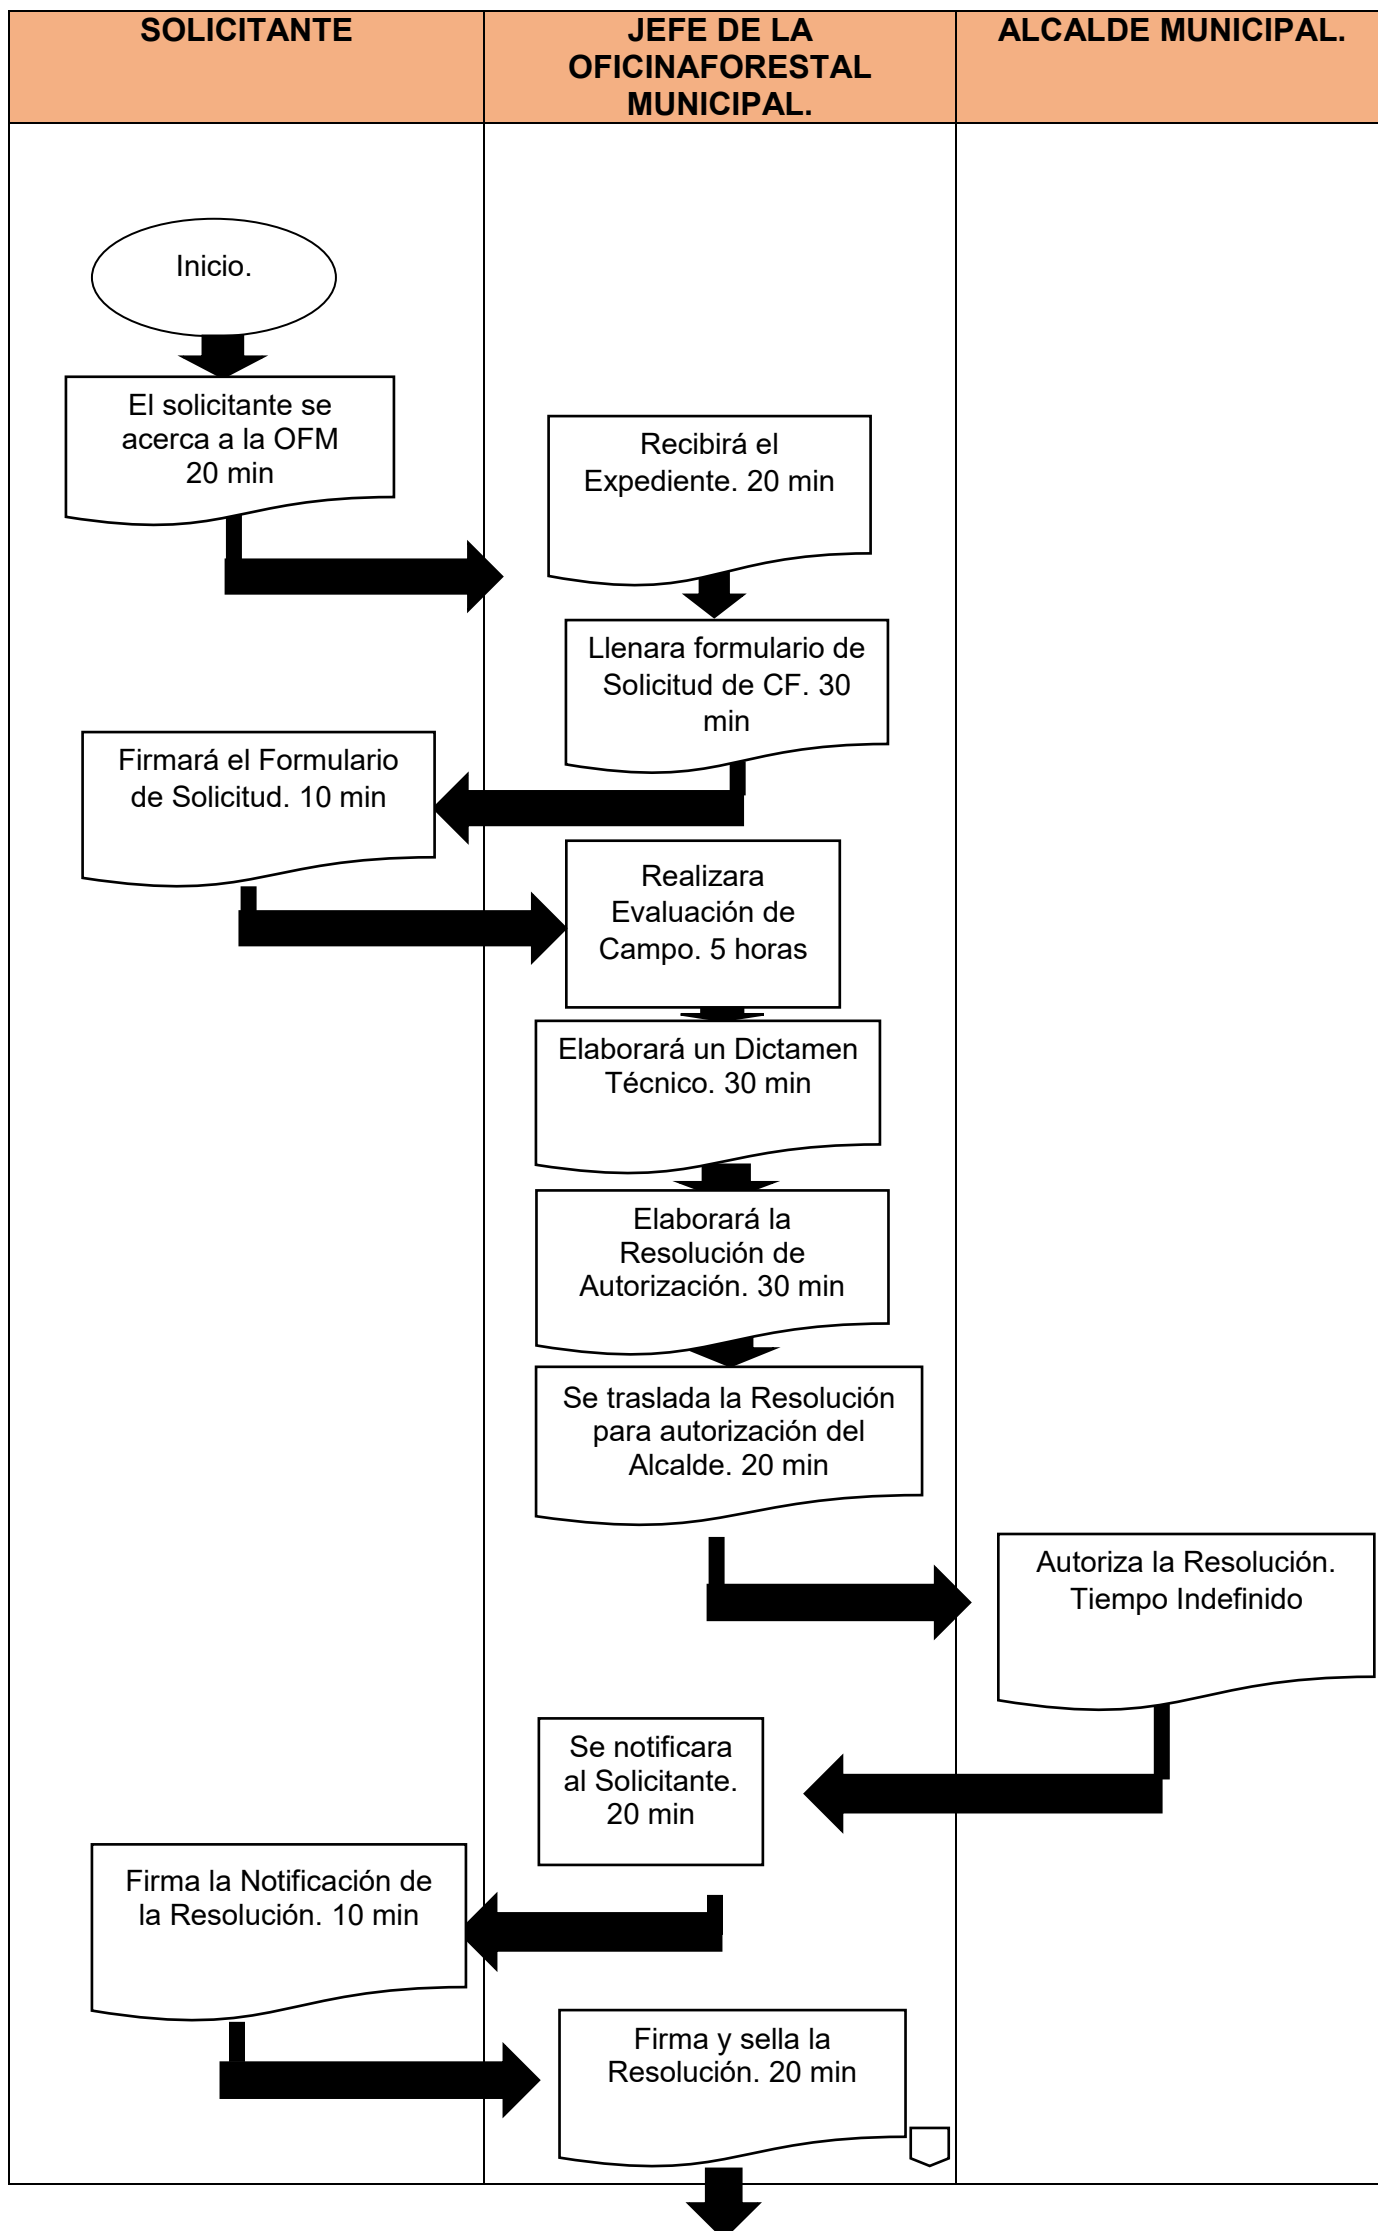 SOLICITANTE
JEFE DE LA
OFICINAFORESTAL
MUNICIPAL.
ALCALDE MUNICIPAL.
Inicio.
El solicitante se
acerca a la OFM
20 min
Recibirá el
Expediente. 20 min
Llenara formulario de
Solicitud de CF. 30
min
Firmará el Formulario
de Solicitud. 10 min
Realizara
Evaluación de
Campo. 5 horas
Elaborará un Dictamen
Técnico. 30 min
Elaborará la
Resolución de
Autorización. 30 min
Se traslada la Resolución
para autorización del
Alcalde. 20 min
Autoriza la Resolución.
Tiempo Indefinido
Se notificara
al Solicitante.
20 min
Firma la Notificación de
la Resolución. 10 min
Firma y sella la
Resolución. 20 min